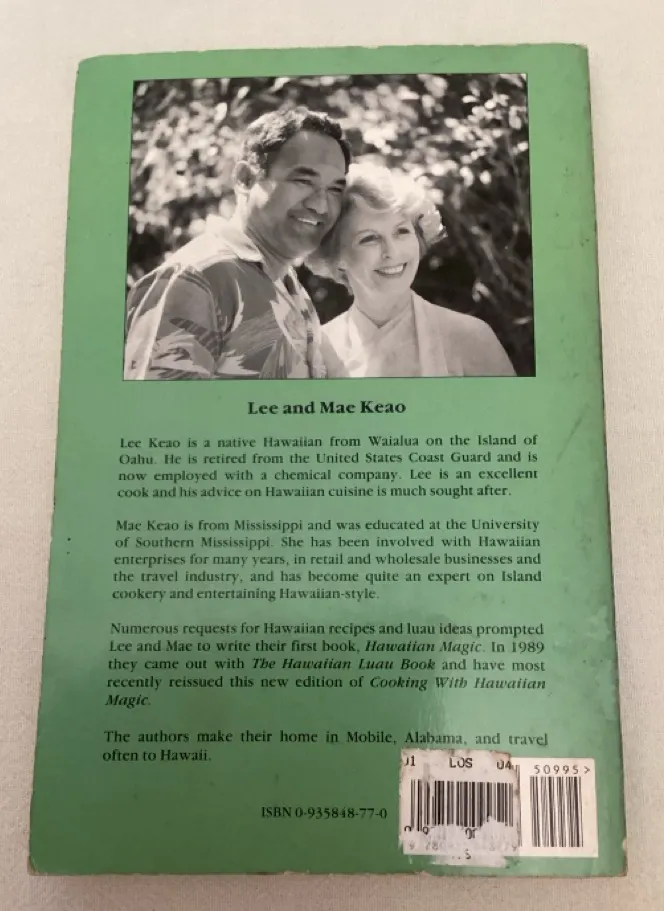 Lee and Mae Keao
Lee Keao is a native Hawaiian from Waialua on the Island of
Oahu. He is retired from the United States Coast Guard and is
now employed with a chemical company. Lee is an excellent
cook and his advice on Hawaiian cuisine is much sought after.
Mae Keao is from Mississippi and was educated at the University
of Southern Mississippi. She has been involved with Hawaiian
enterprises for many years, in retail and wholesale businesses and
the travel industry, and has become quite an expert on Island
cookery and entertaining Hawaiian-style.
Numerous requests for Hawaiian recipes and luau ideas prompted
Lee and Mae to write their first book, Hawaiian Magic. In 1989
they came out with The Hawaiian Luau Book and have most
recently reissued this new edition of Cooking With Hawaiian
Magic.
The authors make their home in Mobile, Alabama, and travel
often to Hawaii.
LOS 04
50995>
ISBN 0-935848-77-0